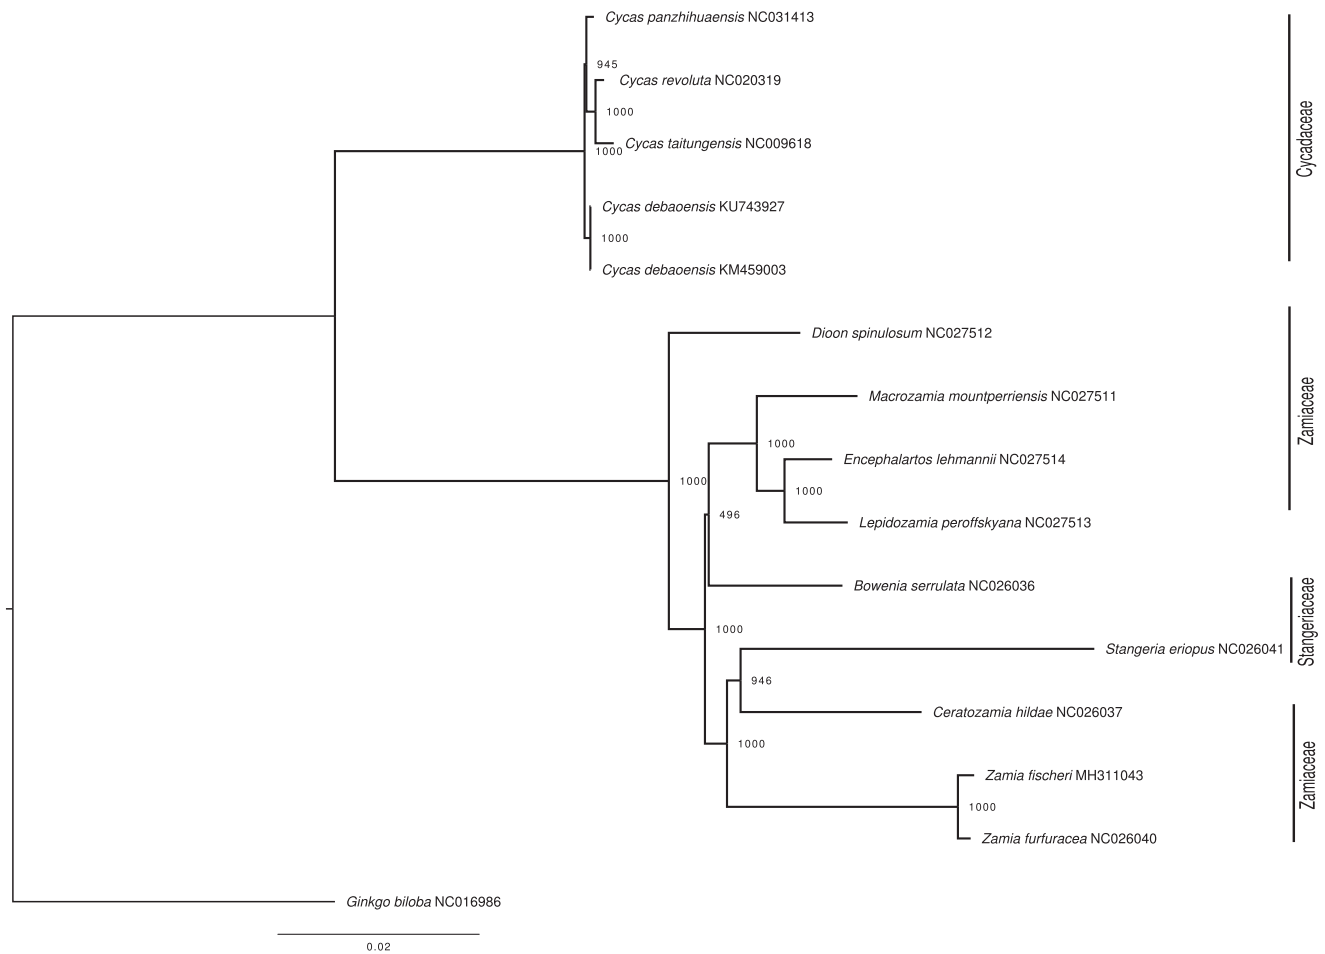 Cycas panzhihuaensis NC031413
945
Cycas revoluta NC020319
1000
Cycas taitungensis NC009618
1000
Cycas debaoensis KU743927
1000
Cycas debaoensis KM459003
Cycadaceae
Dioon spinulosum NC027512
Macrozamia mountperriensis NC027511
1000
Encephalartos lehmannii NC027514
1000
1000
Lepidozamia peroffskyana NC027513
Zamiaceae
496
Bowenia serrulata NC026036
1000
Stangeria eriopus NC026041
Stangeriaceae
946
Ceratozamia hildae NC026037
1000
Zamia fischeri MH311043
1000
Zamia furfuracea NC026040
Zamiaceae
Ginkgo biloba NC016986
0.02